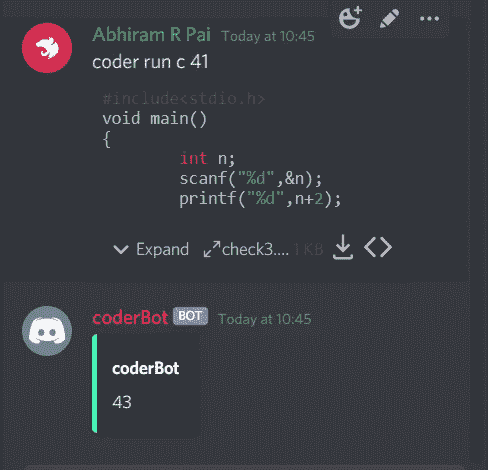 Abhiram R Pai Today at 10:45
coder run c 41
#include<stdio.h>
void main()
{
int n;
scanf("%d",&n);
printf("%d",n+2);
Expand check3.... 1 KB
coderBot BOT Today at 10:45
coderBot
43